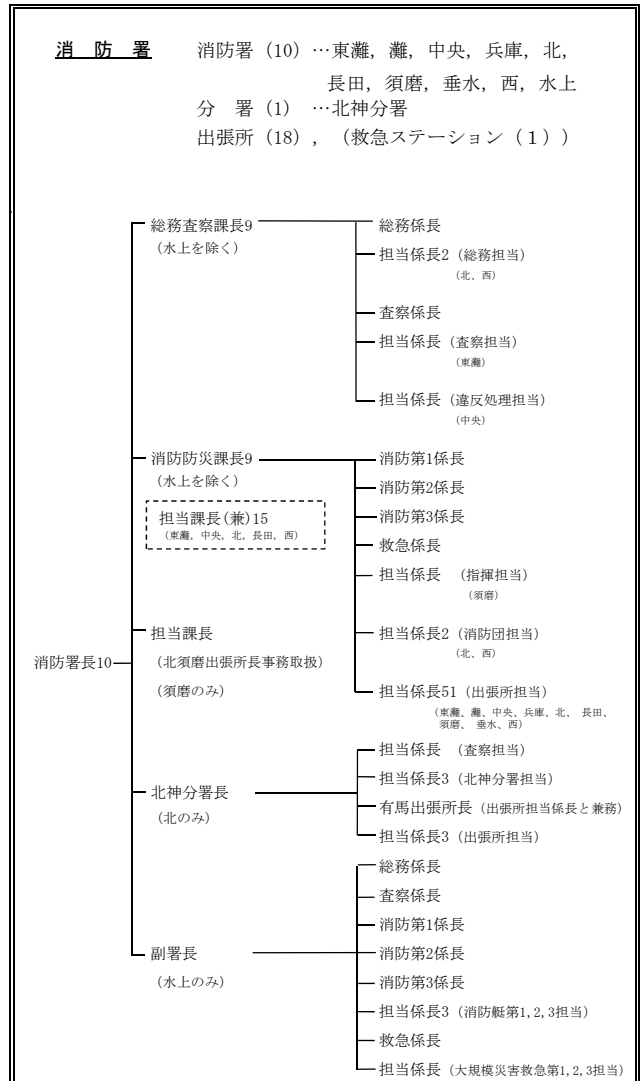 消 防 署　消防署（10）…東灘，灘，中央，兵庫，北，
長田，須磨，垂水，西，水上
分　署（1）…北神分署
出張所（18），（救急ステーション（１））
総務査察課長9
（水上を除く）
総務係長
担当係長2（総務担当）
（北、西）
査察係長
担当係長（査察担当）
（東灘）
担当係長（違反処理担当）
（中央）
消防防災課長9
（水上を除く）
担当課長(兼)15
（東灘，中央，北，長田，西）
消防第1係長
消防第2係長
消防第3係長
救急係長
担当係長　（指揮担当）
（須磨）
担当係長2（消防団担当）
（北、西）
担当係長51（出張所担当）
（東灘、灘、中央、兵庫、北、 長田、
須磨、 垂水、西）
消防署長10
担当課長
（北須磨出張所長事務取扱）
（須磨のみ）
北神分署長
（北のみ）
担当係長　（査察担当）
担当係長3（北神分署担当）
有馬出張所長（出張所担当係長と兼務）
担当係長3（出張所担当）
副署長
（水上のみ）
総務係長
査察係長
消防第1係長
消防第2係長
消防第3係長
担当係長3（消防艇第1,2,3担当）
救急係長
担当係長（大規模災害救急第1,2,3担当）